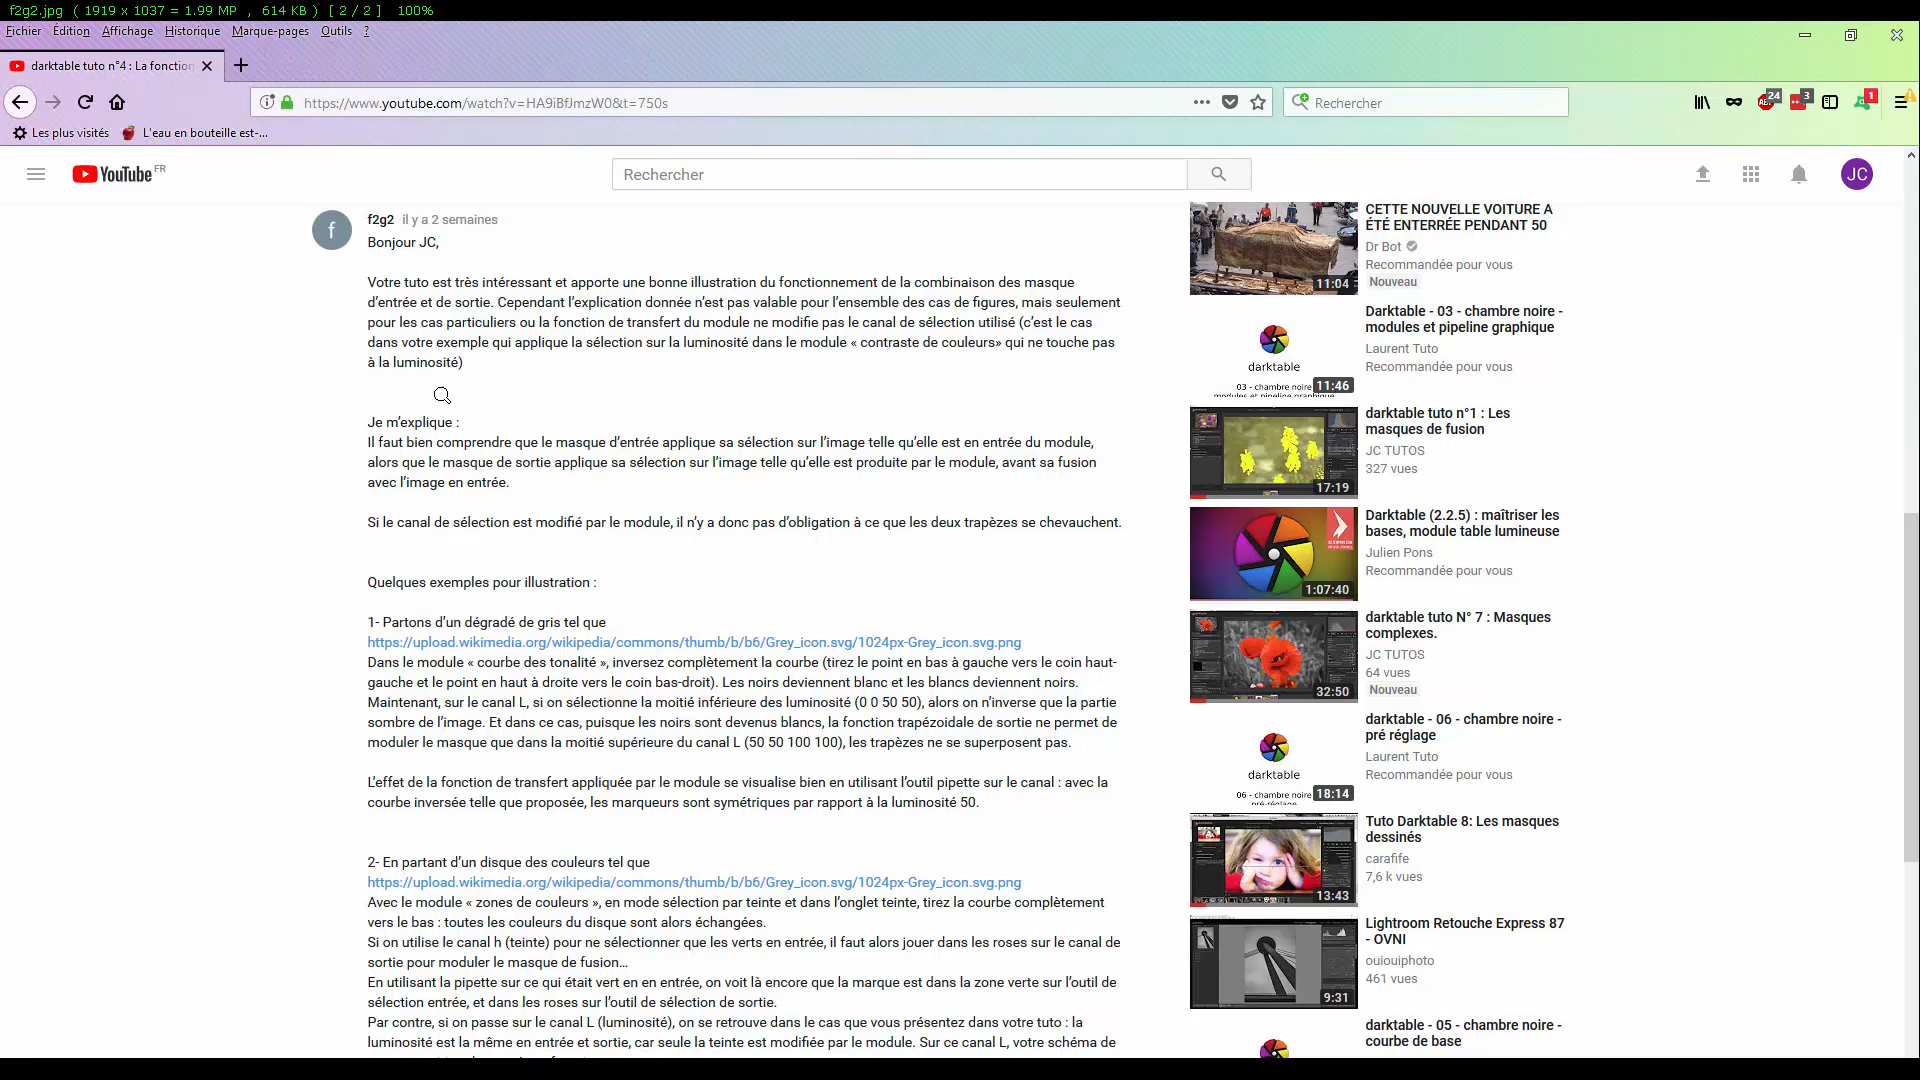 f2g2.jpg ( 1919 x 1037 = 1.99 MP , 614 KB ) [ 2 / 2 ] 100%
Fichier Édition Affichage Historique Marque-pages Outils ?
darktable tuto n°4 : La fonction
https://www.youtube.com/watch?v=HA9iBfJmzW0&t=750s
Rechercher
24 3 1
Les plus visités L'eau en bouteille est-...
YouTube FR
Rechercher
JC
f
f2g2 il y a 2 semaines
Bonjour JC,
Votre tuto est très intéressant et apporte une bonne illustration du fonctionnement de la combinaison des masque
d’entrée et de sortie. Cependant l’explication donnée n’est pas valable pour l’ensemble des cas de figures, mais seulement
pour les cas particuliers ou la fonction de transfert du module ne modifie pas le canal de sélection utilisé (c’est le cas
dans votre exemple qui applique la sélection sur la luminosité dans le module « contraste de couleurs» qui ne touche pas
à la luminosité)
Je m’explique :
Il faut bien comprendre que le masque d’entrée applique sa sélection sur l’image telle qu’elle est en entrée du module,
alors que le masque de sortie applique sa sélection sur l’image telle qu’elle est produite par le module, avant sa fusion
avec l’image en entrée.
Si le canal de sélection est modifié par le module, il n’y a donc pas d’obligation à ce que les deux trapèzes se chevauchent.
Quelques exemples pour illustration :
1- Partons d’un dégradé de gris tel que
https://upload.wikimedia.org/wikipedia/commons/thumb/b/b6/Grey_icon.svg/1024px-Grey_icon.svg.png
Dans le module « courbe des tonalité », inversez complètement la courbe (tirez le point en bas à gauche vers le coin haut-
gauche et le point en haut à droite vers le coin bas-droit). Les noirs deviennent blanc et les blancs deviennent noirs.
Maintenant, sur le canal L, si on sélectionne la moitié inférieure des luminosité (0 0 50 50), alors on n’inverse que la partie
sombre de l’image. Et dans ce cas, puisque les noirs sont devenus blancs, la fonction trapézoidale de sortie ne permet de
moduler le masque que dans la moitié supérieure du canal L (50 50 100 100), les trapèzes ne se superposent pas.
L’effet de la fonction de transfert appliquée par le module se visualise bien en utilisant l’outil pipette sur le canal : avec la
courbe inversée telle que proposée, les marqueurs sont symétriques par rapport à la luminosité 50.
2- En partant d’un disque des couleurs tel que
https://upload.wikimedia.org/wikipedia/commons/thumb/b/b6/Grey_icon.svg/1024px-Grey_icon.svg.png
Avec le module « zones de couleurs », en mode sélection par teinte et dans l’onglet teinte, tirez la courbe complètement
vers le bas : toutes les couleurs du disque sont alors échangées.
Si on utilise le canal h (teinte) pour ne sélectionner que les verts en entrée, il faut alors jouer dans les roses sur le canal de
sortie pour moduler le masque de fusion…
En utilisant la pipette sur ce qui était vert en en entrée, on voit là encore que la marque est dans la zone verte sur l’outil de
sélection entrée, et dans les roses sur l’outil de sélection de sortie.
Par contre, si on passe sur le canal L (luminosité), on se retrouve dans le cas que vous présentez dans votre tuto : la
luminosité est la même en entrée et sortie, car seule la teinte est modifiée par le module. Sur ce canal L, votre schéma de
11:04
CETTE NOUVELLE VOITURE A
ÉTÉ ENTERRÉE PENDANT 50
Dr Bot
Recommandée pour vous
Nouveau
darktable
03 - chambre noire
modules et pipeline graphique
11:46
Darktable - 03 - chambre noire -
modules et pipeline graphique
Laurent Tuto
Recommandée pour vous
17:19
darktable tuto n°1 : Les
masques de fusion
JC TUTOS
327 vues
1:07:40
Darktable (2.2.5) : maîtriser les
bases, module table lumineuse
Julien Pons
Recommandée pour vous
32:50
darktable tuto N° 7 : Masques
complexes.
JC TUTOS
64 vues
Nouveau
darktable
06 - chambre noire
pré-réglage
18:14
darktable - 06 - chambre noire -
pré réglage
Laurent Tuto
Recommandée pour vous
13:43
Tuto Darktable 8: Les masques
dessinés
carafife
7,6 k vues
9:31
Lightroom Retouche Express 87
- OVNI
ouiouiphoto
461 vues
darktable - 05 - chambre noire -
courbe de base